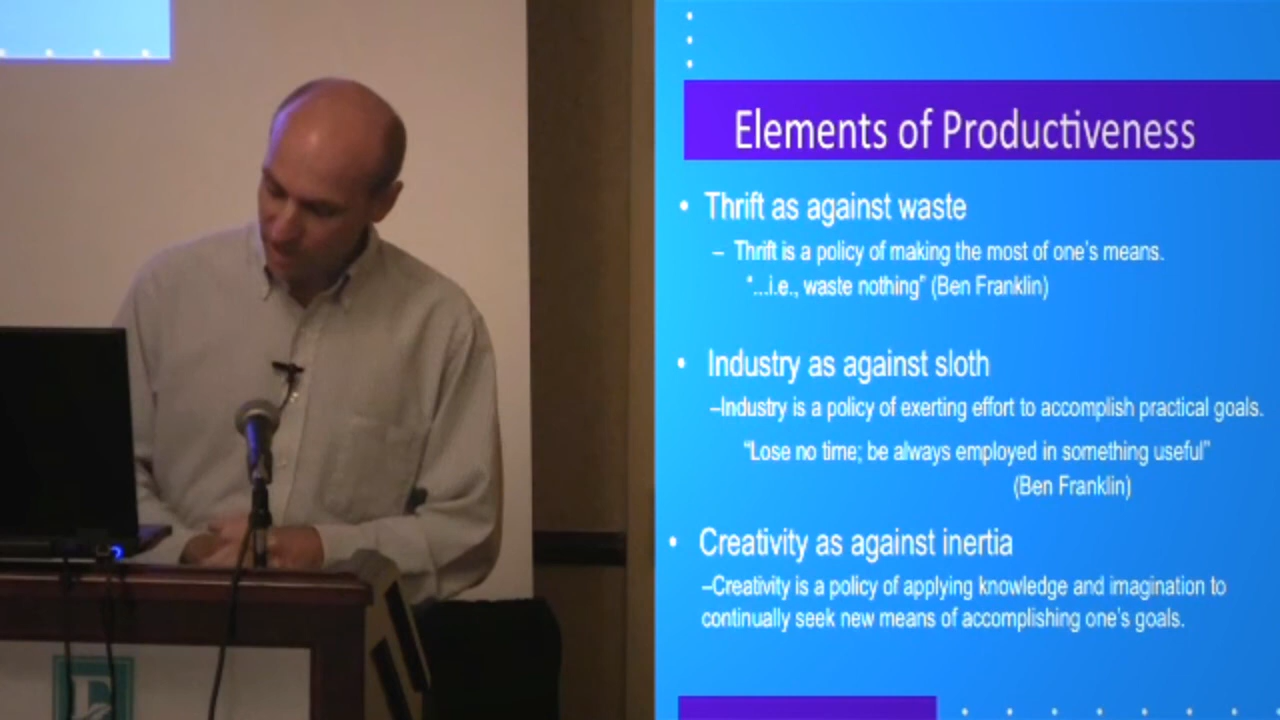 Elements of Productiveness
• Thrift as against waste
– Thrift is a policy of making the most of one's means.
"...i.e., waste nothing" (Ben Franklin)
• Industry as against sloth
–Industry is a policy of exerting effort to accomplish practical goals.
"Lose no time; be always employed in something useful"
(Ben Franklin)
• Creativity as against inertia
–Creativity is a policy of applying knowledge and imagination to
continually seek new means of accomplishing one's goals.